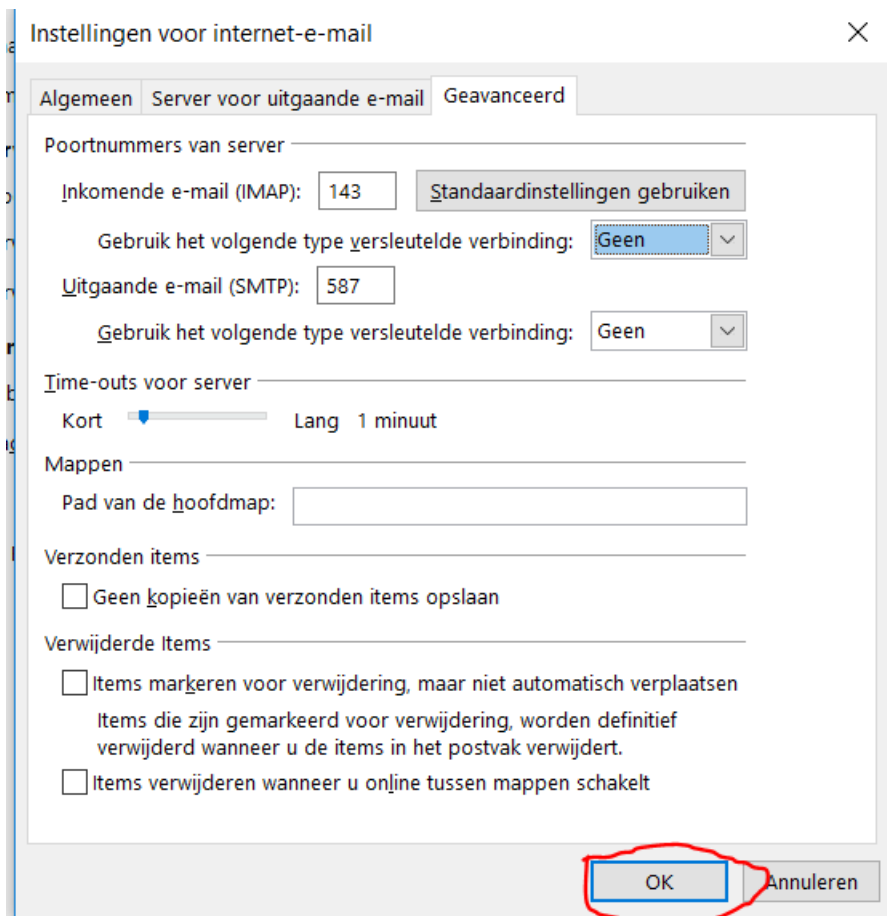 Instellingen voor internet-e-mail
Algemeen Server voor uitgaande e-mail Geavanceerd
Poortnummers van server
Inkomende e-mail (IMAP): 143 Standaardinstellingen gebruiken
Gebruik het volgende type versleutelde verbinding: Geen
Uitgaande e-mail (SMTP): 587
Gebruik het volgende type versleutelde verbinding: Geen
Time-outs voor server
Kort Lang 1 minuut
Mappen
Pad van de hoofdmap:
Verzonden items
Geen kopieën van verzonden items opslaan
Verwijderde Items
Items markeren voor verwijdering, maar niet automatisch verplaatsen
Items die zijn gemarkeerd voor verwijdering, worden definitief
verwijderd wanneer u de items in het postvak verwijdert.
Items verwijderen wanneer u online tussen mappen schakelt
OK Annuleren